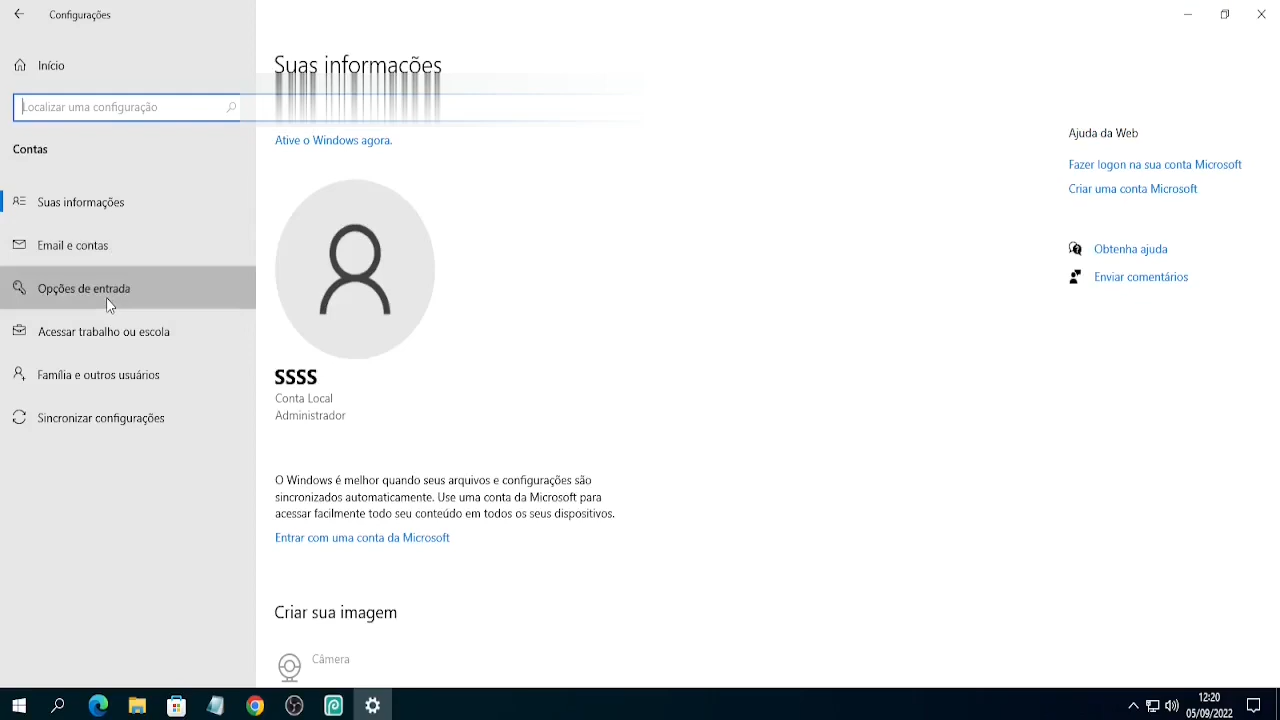 Configurações
Início
Localizar uma configuração
Contas
Suas informações
Email e contas
Opções de entrada
Acessar trabalho ou escola
Família e outros usuários
Sincronizar configurações
Suas informações
Ative o Windows agora.
SSSS
Conta Local
Administrador
O Windows é melhor quando seus arquivos e configurações são
sincronizados automaticamente. Use uma conta da Microsoft para
acessar facilmente todo seu conteúdo em todos os seus dispositivos.
Entrar com uma conta da Microsoft
Criar sua imagem
Câmera
Ajuda da Web
Fazer logon na sua conta Microsoft
Criar uma conta Microsoft
Obtenha ajuda
Enviar comentários
12:20
05/09/2022